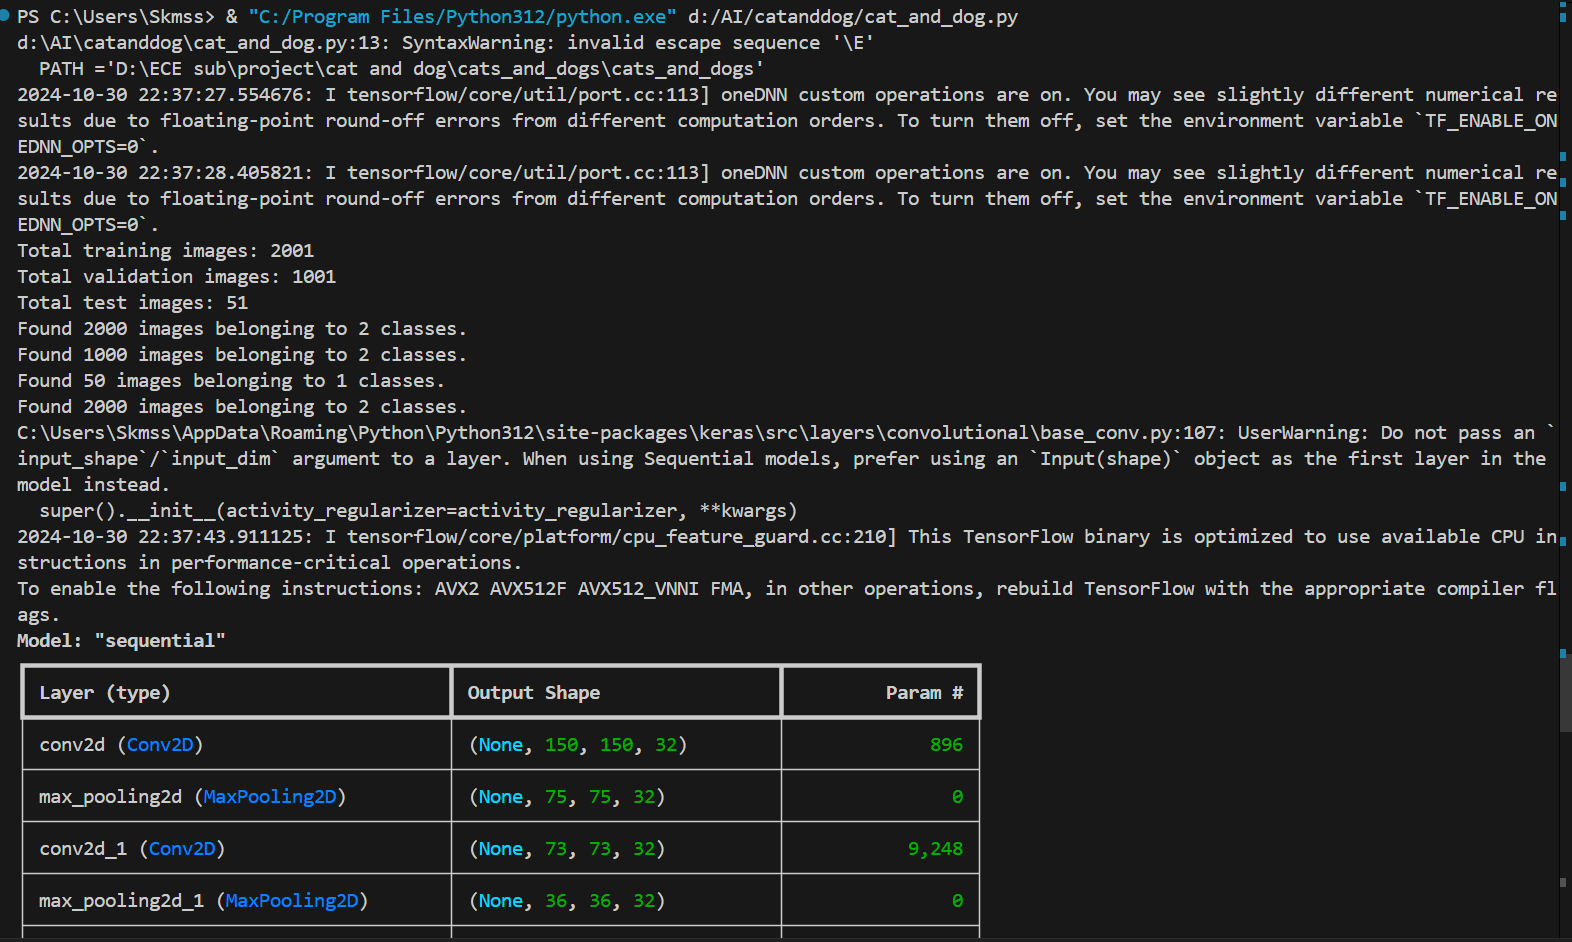 PS C:\Users\Skmss> & "C:/Program Files/Python312/python.exe" d:/AI/catanddog/cat_and_dog.py
d:\AI\catanddog\cat_and_dog.py:13: SyntaxWarning: invalid escape sequence '\E'
  PATH ='D:\ECE sub\project\cat and dog\cats_and_dogs\cats_and_dogs'
2024-10-30 22:37:27.554676: I tensorflow/core/util/port.cc:113] oneDNN custom operations are on. You may see slightly different numerical re
sults due to floating-point round-off errors from different computation orders. To turn them off, set the environment variable `TF_ENABLE_ON
EDNN_OPTS=0`.
2024-10-30 22:37:28.405821: I tensorflow/core/util/port.cc:113] oneDNN custom operations are on. You may see slightly different numerical re
sults due to floating-point round-off errors from different computation orders. To turn them off, set the environment variable `TF_ENABLE_ON
EDNN_OPTS=0`.
Total training images: 2001
Total validation images: 1001
Total test images: 51
Found 2000 images belonging to 2 classes.
Found 1000 images belonging to 2 classes.
Found 50 images belonging to 1 classes.
Found 2000 images belonging to 2 classes.
C:\Users\Skmss\AppData\Roaming\Python\Python312\site-packages\keras\src\layers\convolutional\base_conv.py:107: UserWarning: Do not pass an `
input_shape`/`input_dim` argument to a layer. When using Sequential models, prefer using an `Input(shape)` object as the first layer in the
model instead.
  super().__init__(activity_regularizer=activity_regularizer, **kwargs)
2024-10-30 22:37:43.911125: I tensorflow/core/platform/cpu_feature_guard.cc:210] This TensorFlow binary is optimized to use available CPU in
structions in performance-critical operations.
To enable the following instructions: AVX2 AVX512F AVX512_VNNI FMA, in other operations, rebuild TensorFlow with the appropriate compiler fl
ags.
Model: "sequential"
Layer (type) Output Shape Param #
conv2d (Conv2D) (None, 150, 150, 32) 896
max_pooling2d (MaxPooling2D) (None, 75, 75, 32) 0
conv2d_1 (Conv2D) (None, 73, 73, 32) 9,248
max_pooling2d_1 (MaxPooling2D) (None, 36, 36, 32) 0